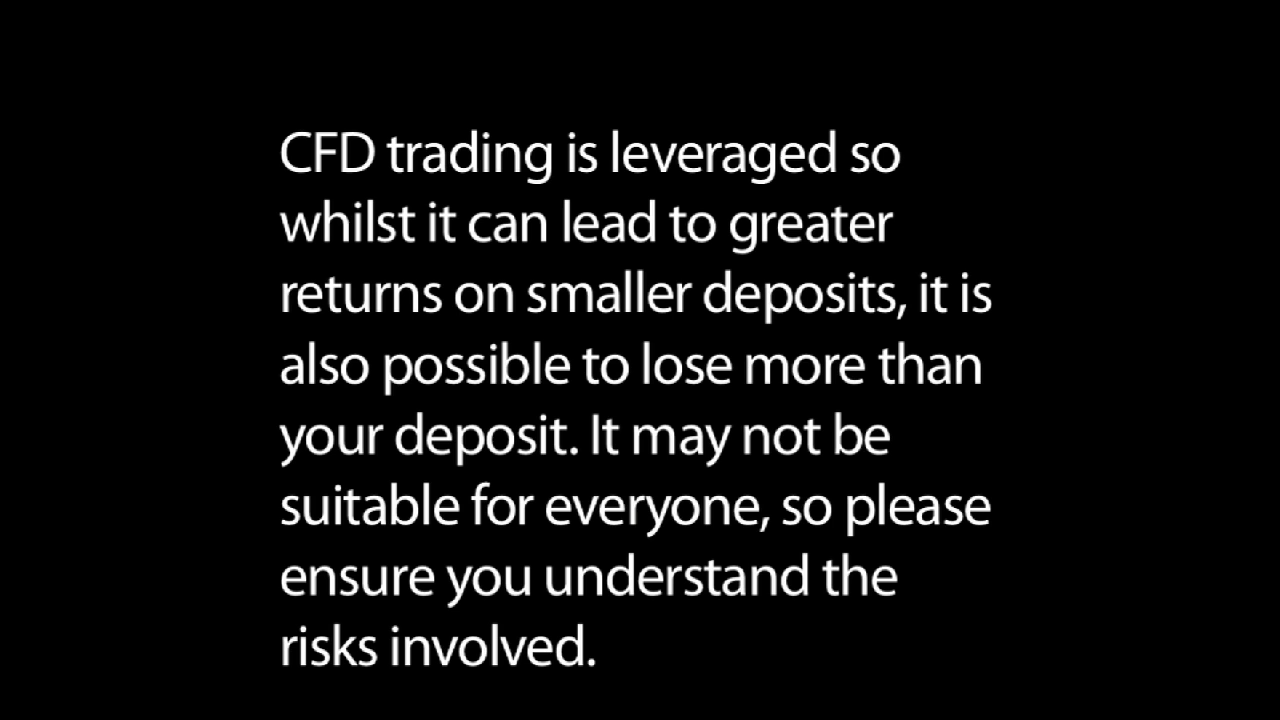 CFD trading is leveraged so
whilst it can lead to greater
returns on smaller deposits, it is
also possible to lose more than
your deposit. It may not be
suitable for everyone, so please
ensure you understand the
risks involved.